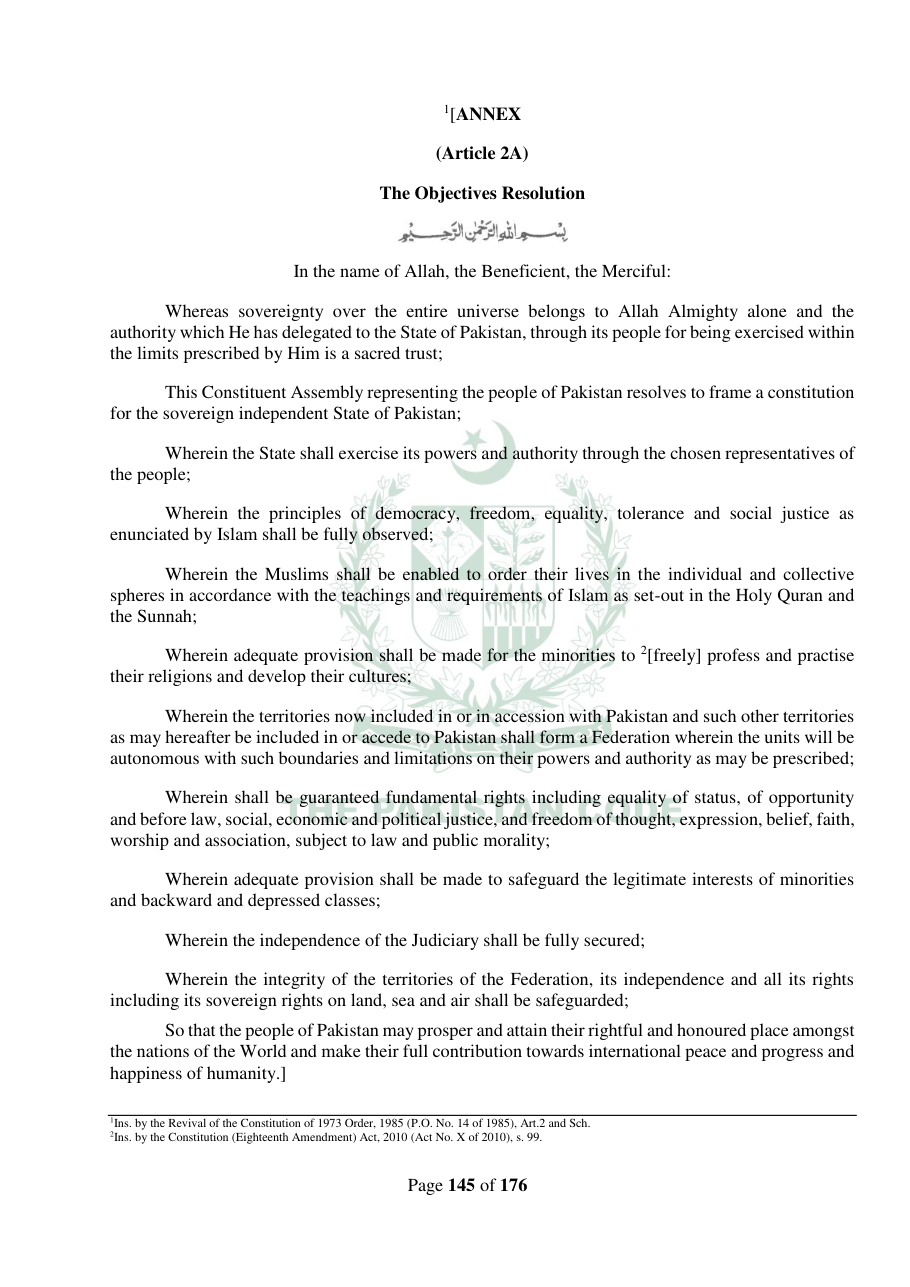 ¹[ANNEX
(Article 2A)
The Objectives Resolution
بِسْمِ اللهِ الرَّحْمٰنِ الرَّحِيْمِ
In the name of Allah, the Beneficient, the Merciful:
Whereas sovereignty over the entire universe belongs to Allah Almighty alone and the
authority which He has delegated to the State of Pakistan, through its people for being exercised within
the limits prescribed by Him is a sacred trust;
This Constituent Assembly representing the people of Pakistan resolves to frame a constitution
for the sovereign independent State of Pakistan;
Wherein the State shall exercise its powers and authority through the chosen representatives of
the people;
Wherein the principles of democracy, freedom, equality, tolerance and social justice as
enunciated by Islam shall be fully observed;
Wherein the Muslims shall be enabled to order their lives in the individual and collective
spheres in accordance with the teachings and requirements of Islam as set-out in the Holy Quran and
the Sunnah;
Wherein adequate provision shall be made for the minorities to ²[freely] profess and practise
their religions and develop their cultures;
Wherein the territories now included in or in accession with Pakistan and such other territories
as may hereafter be included in or accede to Pakistan shall form a Federation wherein the units will be
autonomous with such boundaries and limitations on their powers and authority as may be prescribed;
Wherein shall be guaranteed fundamental rights including equality of status, of opportunity
and before law, social, economic and political justice, and freedom of thought, expression, belief, faith,
worship and association, subject to law and public morality;
THE PAKISTAN CODE
Wherein adequate provision shall be made to safeguard the legitimate interests of minorities
and backward and depressed classes;
Wherein the independence of the Judiciary shall be fully secured;
Wherein the integrity of the territories of the Federation, its independence and all its rights
including its sovereign rights on land, sea and air shall be safeguarded;
So that the people of Pakistan may prosper and attain their rightful and honoured place amongst
the nations of the World and make their full contribution towards international peace and progress and
happiness of humanity.]
¹Ins. by the Revival of the Constitution of 1973 Order, 1985 (P.O. No. 14 of 1985), Art.2 and Sch.
²Ins. by the Constitution (Eighteenth Amendment) Act, 2010 (Act No. X of 2010), s. 99.
Page 145 of 176